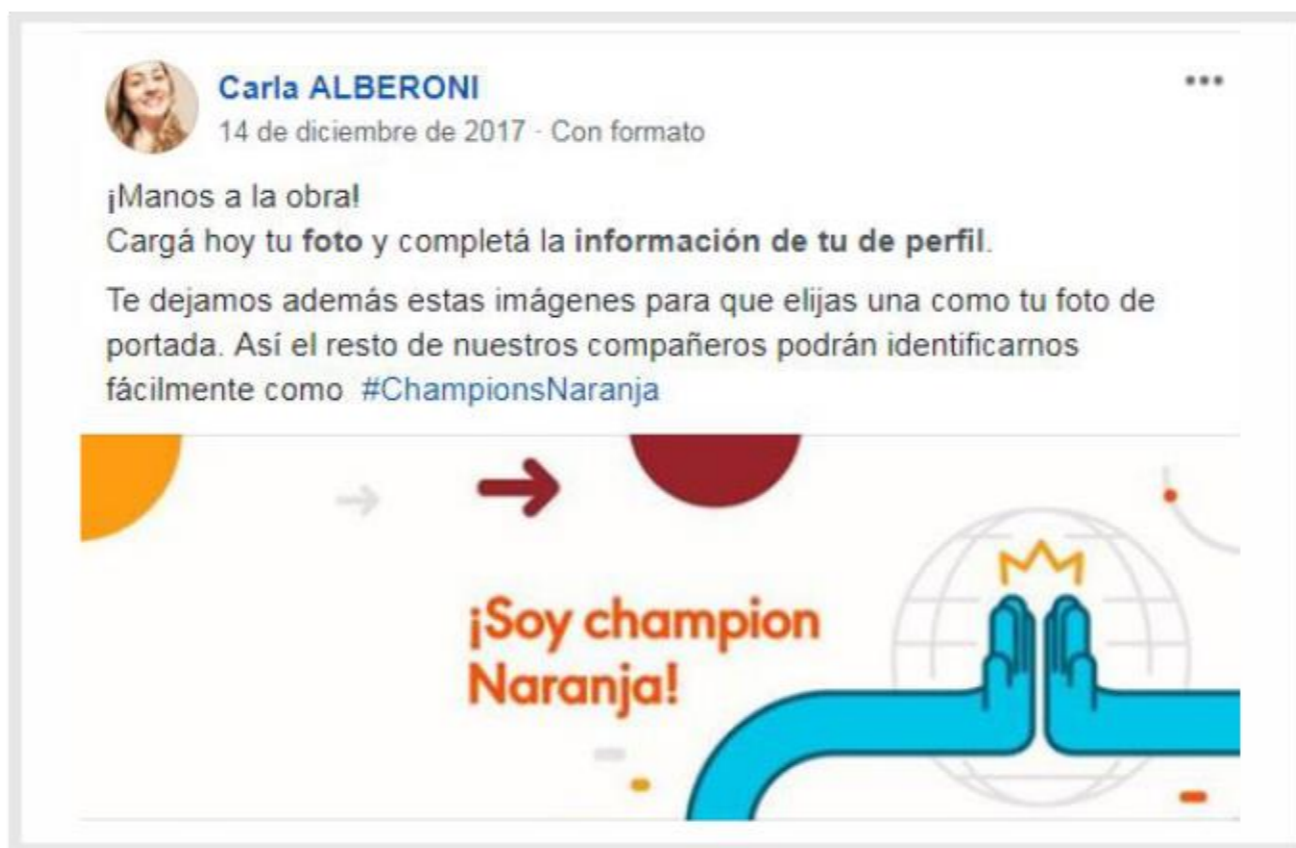 Carla ALBERONI
14 de diciembre de 2017 · Con formato
¡Manos a la obra!
Cargá hoy tu foto y completá la información de tu de perfil.
Te dejamos además estas imágenes para que elijas una como tu foto de
portada. Así el resto de nuestros compañeros podrán identificarnos
fácilmente como #ChampionsNaranja
¡Soy champion
Naranja!